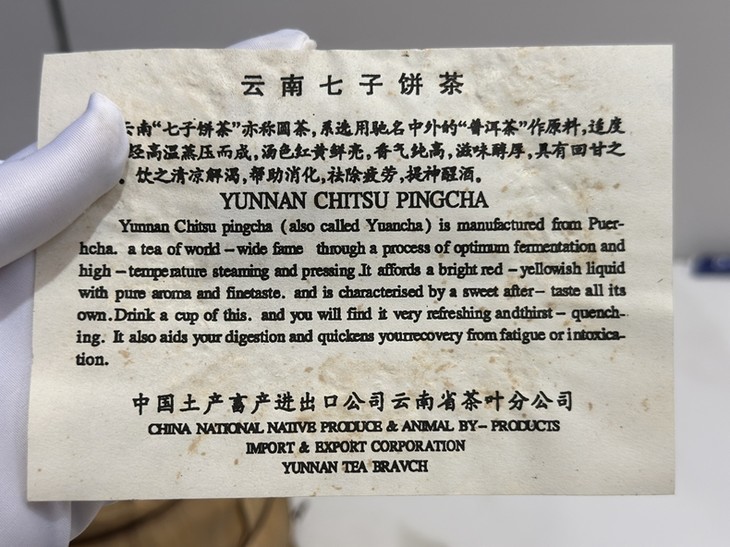 云南七子饼茶
云南“七子饼茶”亦称圆茶,系选用驰名中外的“普洱茶”作原料,适度
经高温蒸压而成,汤色红黄鲜亮,香气纯高,滋味醇厚,具有回甘之
。饮之清凉解渴,帮助消化,祛除疲劳,提神醒酒。
YUNNAN CHITSU PINGCHA
Yunnan Chitsu pingcha (also called Yuancha) is manufactured from Puer-
hcha. a tea of world –wide fame through a process of optimum fermentation and
high –temperature steaming and pressing.It affords a bright red –yellowish liquid
with pure aroma and finetaste. and is characterised by a sweet after– taste all its
own.Drink a cup of this. and you will find it very refreshing andthirst– quench-
ing. It also aids your digestion and quickens yourrecovery from fatigue or intoxica-
tion.
中国土产畜产进出口公司云南省茶叶分公司
CHINA NATIONAL NATIVE PRODUCE & ANIMAL BY– PRODUCTS
IMPORT & EXPORT CORPORATION
YUNNAN TEA BRAVCH